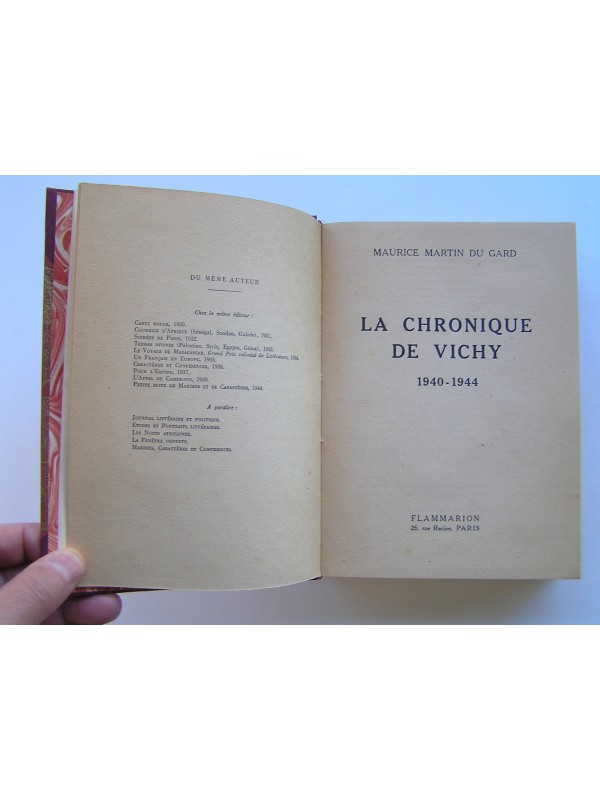 DU MÊME AUTEUR
Chez le même éditeur :
CARTE ROUGE, 1930.
COURRIER D'AFRIQUE (Sénégal, Soudan, Guinée), 1931.
SOIRÉES DE PARIS, 1932.
TERRES DIVINES (Palestine, Syrie, Egypte, Grèce),
LE VOYAGE DE MADAGASCAR, Grand Prix colonial de Littérature, 1934.
UN FRANÇAIS EN EUROPE,
CARACTÈRES ET CONFIDENCES, 1936.
POUR L'EMPIRE, 1937.
L'APPEL DU CAMEROUN, 1939.
PETITE SUITE DE MAXIMES ET DE CARACTÈRES, 1944.
A paraître :
JOURNAL LITTÉRAIRE ET POLITIQUE.
ETUDES ET PORTRAITS LITTÉRAIRES.
LES NOCES AFRICAINES.
LA FENÊTRE OUVERTE.
MAXIMES, CARACTÈRES ET CONFIDENCES.
MAURICE MARTIN DU GARD
LA CHRONIQUE
DE VICHY
1940-1944
FLAMMARION
26, rue Racine, PARIS